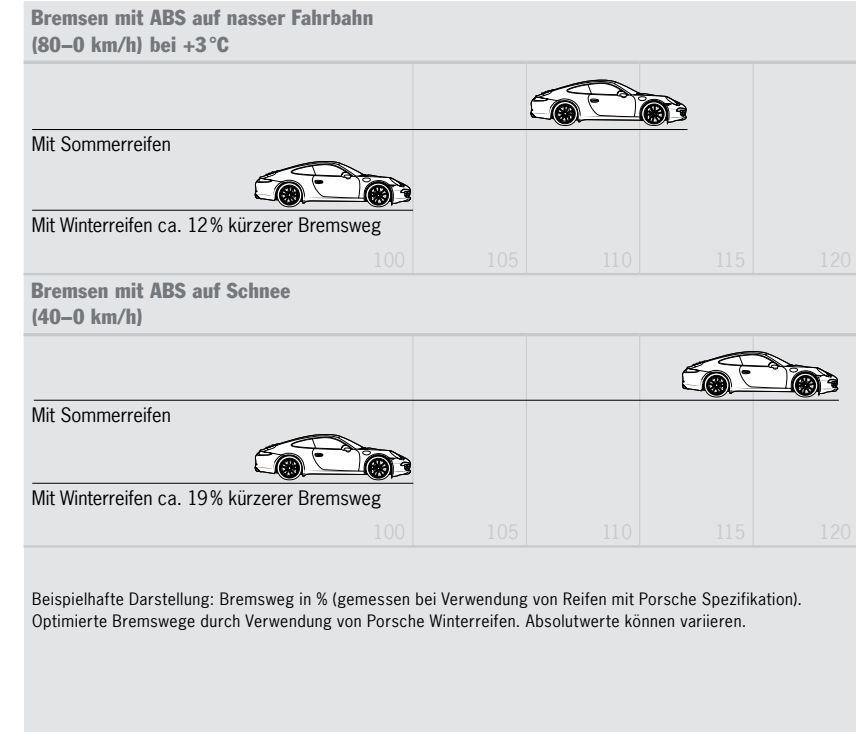 Bremsen mit ABS auf nasser Fahrbahn
(80–0 km/h) bei +3 °C
Mit Sommerreifen
Mit Winterreifen ca. 12 % kürzerer Bremsweg
100 105 110 115 120
Bremsen mit ABS auf Schnee
(40–0 km/h)
Mit Sommerreifen
Mit Winterreifen ca. 19 % kürzerer Bremsweg
100 105 110 115 120
Beispielhafte Darstellung: Bremsweg in % (gemessen bei Verwendung von Reifen mit Porsche Spezifikation).
Optimierte Bremswege durch Verwendung von Porsche Winterreifen. Absolutwerte können variieren.